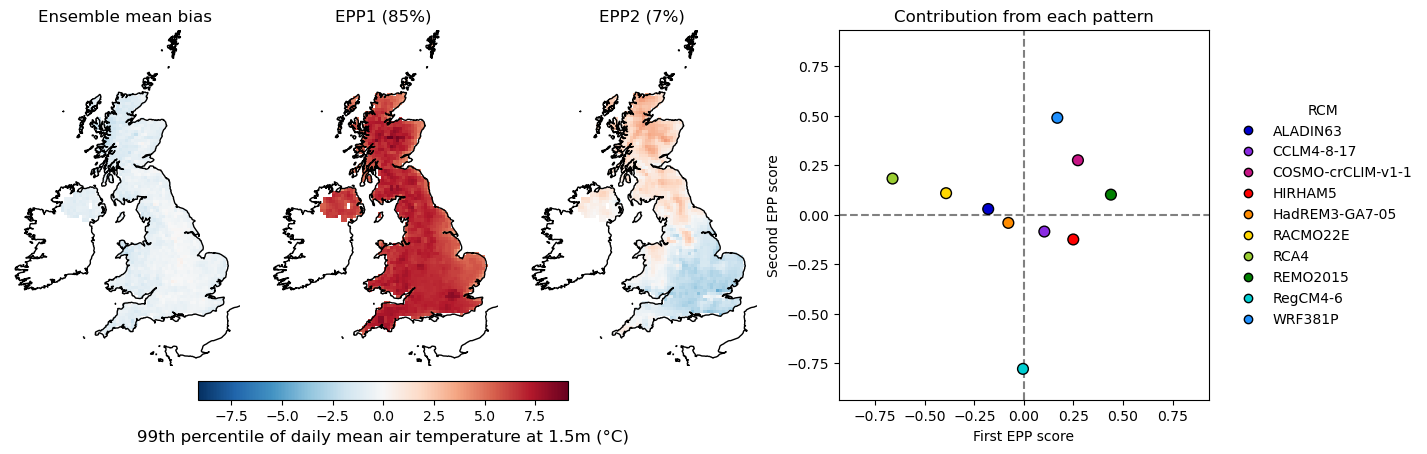 Ensemble mean bias
EPP1 (85%)
EPP2 (7%)
−7.5 −5.0 −2.5 0.0 2.5 5.0 7.5
99th percentile of daily mean air temperature at 1.5m (°C)
Contribution from each pattern
Second EPP score
0.75
0.50
0.25
0.00
−0.25
−0.50
−0.75
−0.75 −0.50 −0.25 0.00 0.25 0.50 0.75
First EPP score
RCM
ALADIN63
CCLM4-8-17
COSMO-crCLIM-v1-1
HIRHAM5
HadREM3-GA7-05
RACMO22E
RCA4
REMO2015
RegCM4-6
WRF381P